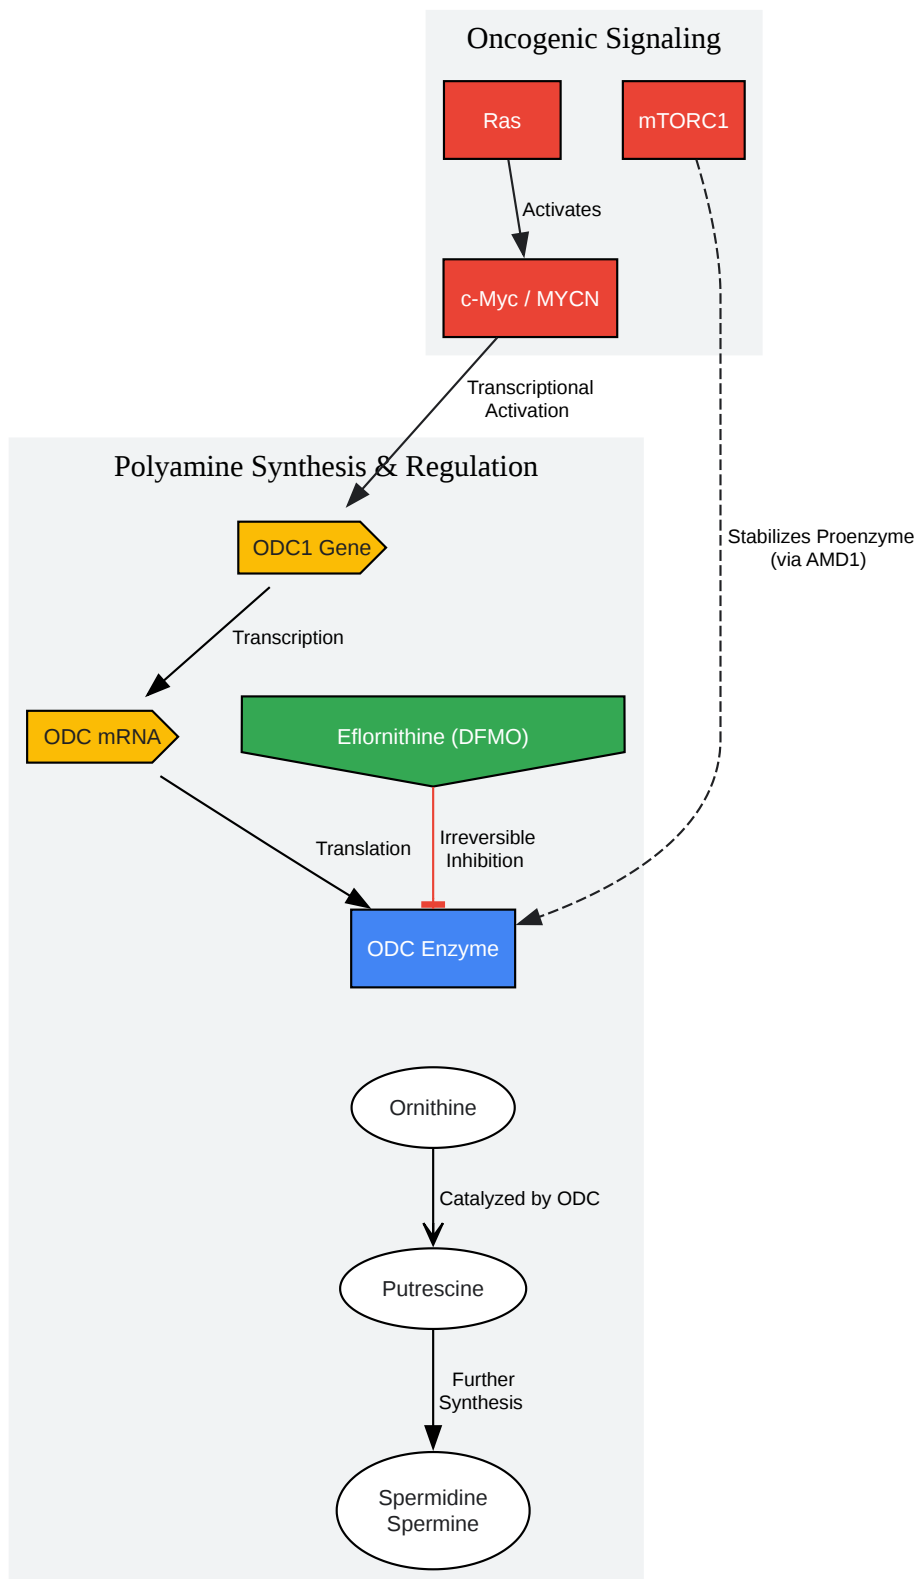 Oncogenic Signaling
Ras
mTORC1
Activates
c-Myc / MYCN
Transcriptional
Activation
Polyamine Synthesis & Regulation
ODC1 Gene
Stabilizes Proenzyme
(via AMD1)
Transcription
ODC mRNA
Eflornithine (DFMO)
Translation
Irreversible
Inhibition
ODC Enzyme
Ornithine
Catalyzed by ODC
Putrescine
Further
Synthesis
Spermidine
Spermine